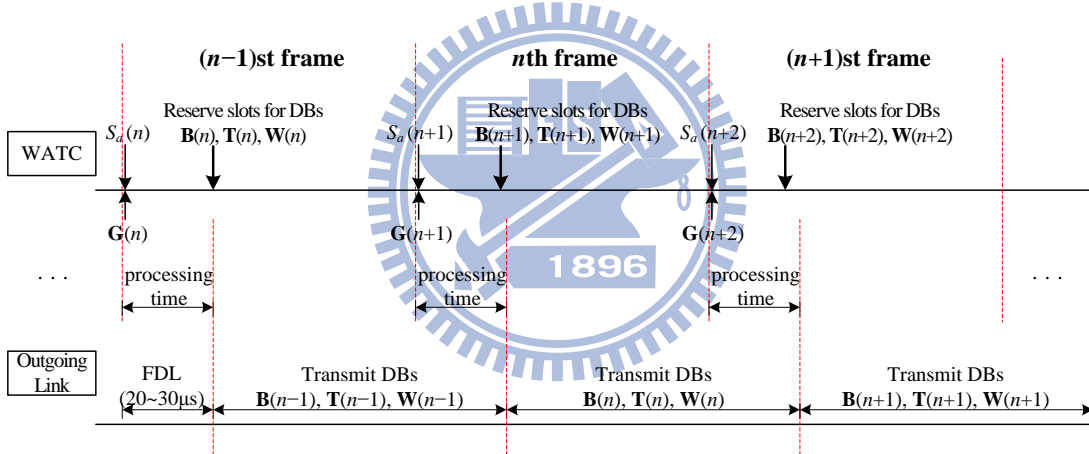 (n−1)st frame
nth frame
(n+1)st frame
Reserve slots for DBs
B(n), T(n), W(n)
Reserve slots for DBs
B(n+1), T(n+1), W(n+1)
Reserve slots for DBs
B(n+2), T(n+2), W(n+2)
WATC
Sa(n)
Sa(n+1)
Sa(n+2)
G(n)
G(n+1)
G(n+2)
. . .
processing
time
processing
time
processing
time
. . .
1896
Outgoing
Link
FDL
(20~30μs)
Transmit DBs
B(n−1), T(n−1), W(n−1)
Transmit DBs
B(n), T(n), W(n)
Transmit DBs
B(n+1), T(n+1), W(n+1)